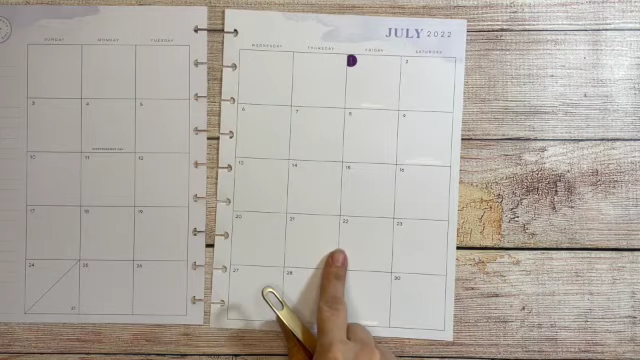 JULY 2022
SUNDAY MONDAY TUESDAY WEDNESDAY THURSDAY FRIDAY SATURDAY
2
3 4 5 6 7 8 9
10 11 12 13 14 15 16
17 18 19 20 21 22 23
24 25 26 27 28 30
31